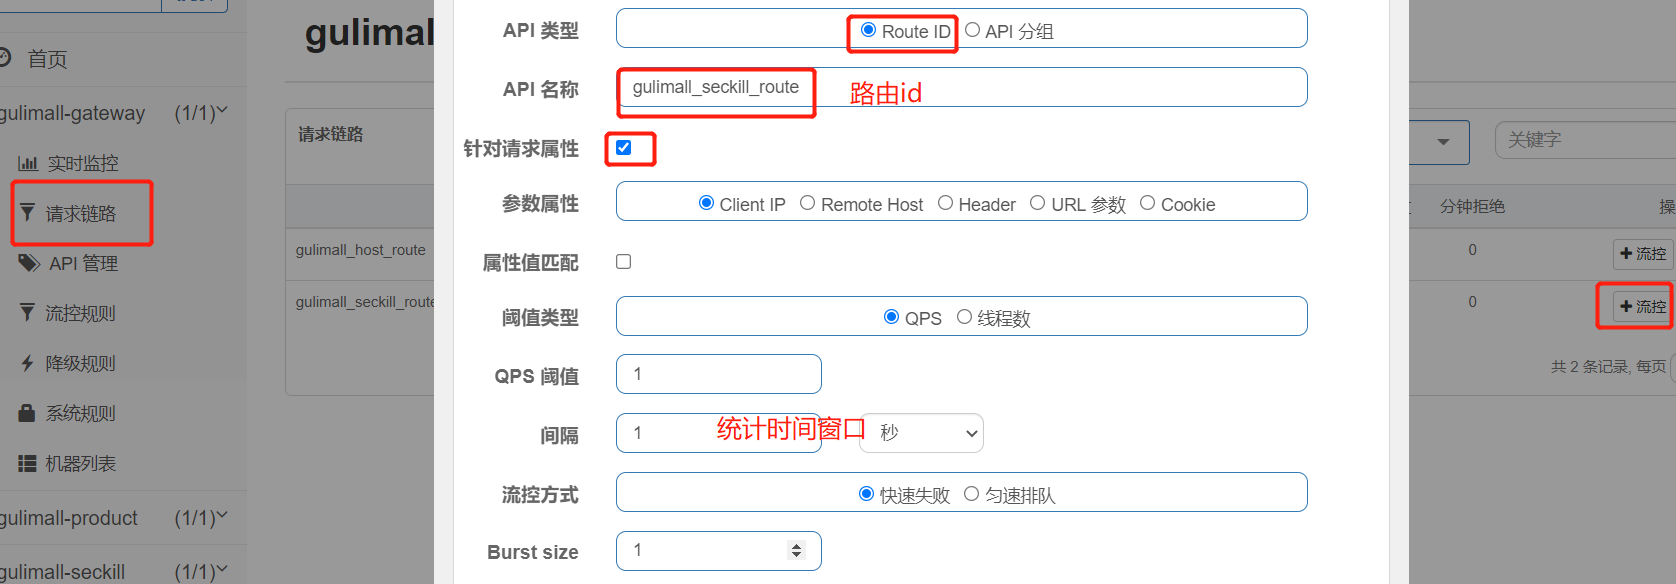 gulimal
首页
gulimall-gateway (1/1)
实时监控
请求链路
API 管理
流控规则
降级规则
系统规则
机器列表
gulimall-product (1/1)
gulimall-seckill (1/1)
请求链路
gulimall_host_route
gulimall_seckill_route
API 类型 Route ID API 分组
API 名称 gulimall_seckill_route 路由id
针对请求属性
参数属性 Client IP Remote Host Header URL 参数 Cookie
属性值匹配
阈值类型 QPS 线程数
QPS 阈值 1
间隔 1 统计时间窗口 秒
流控方式 快速失败 匀速排队
Burst size 1
关键字
分钟拒绝 操
0 流控
0 流控
共 2 条记录, 每页